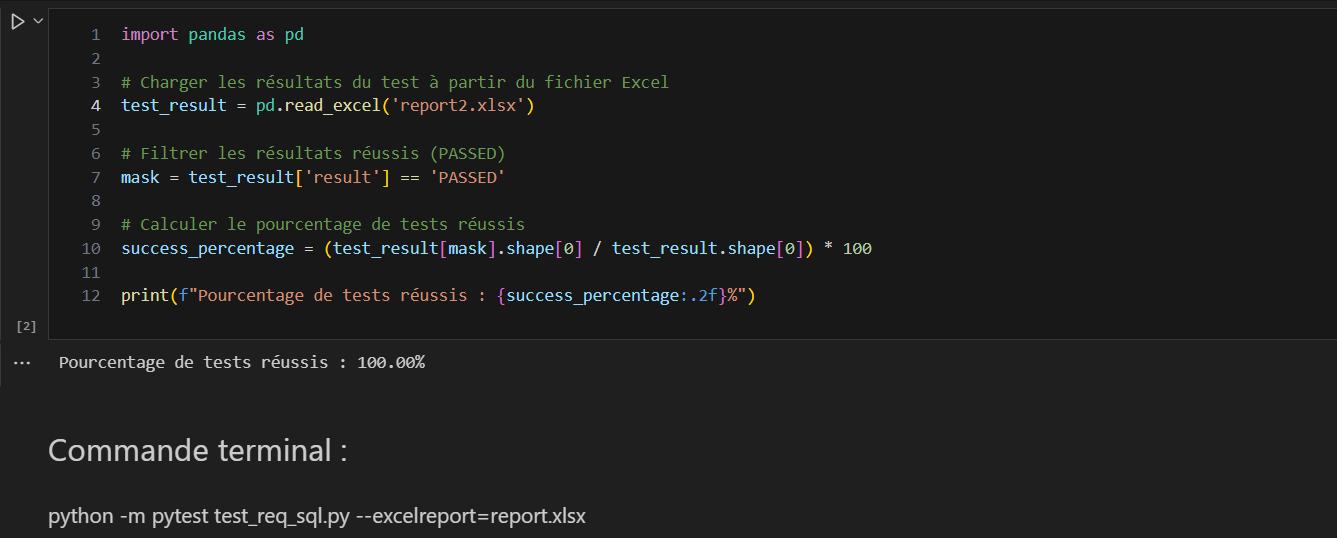 1 import pandas as pd
2
3 # Charger les résultats du test à partir du fichier Excel
4 test_result = pd.read_excel('report2.xlsx')
5
6 # Filtrer les résultats réussis (PASSED)
7 mask = test_result['result'] == 'PASSED'
8
9 # Calculer le pourcentage de tests réussis
10 success_percentage = (test_result[mask].shape[0] / test_result.shape[0]) * 100
11
12 print(f"Pourcentage de tests réussis : {success_percentage:.2f}%")
[2]
... Pourcentage de tests réussis : 100.00%
Commande terminal :
python -m pytest test_req_sql.py --excelreport=report.xlsx